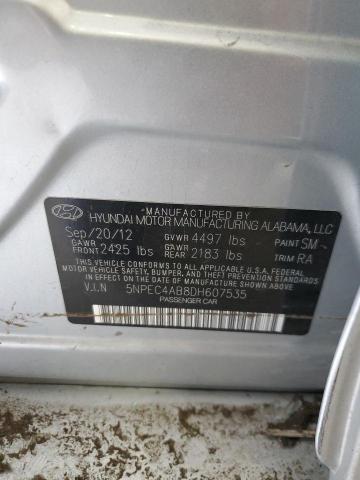 MANUFACTURED BY
HYUNDAI MOTOR MANUFACTURING ALABAMA, LLC
Sep/20/12 GVWR 4497 lbs PAINT SM
GAWR FRONT 2425 lbs GAWR REAR 2183 lbs TRIM RA
THIS VEHICLE CONFORMS TO ALL APPLICABLE U.S.A. FEDERAL
MOTOR VEHICLE SAFETY, BUMPER, AND THEFT PREVENTION STANDARDS
IN EFFECT ON THE DATE OF MANUFACTURE SHOWN ABOVE.
V.I.N 5NPEC4AB8DH607535
PASSENGER CAR